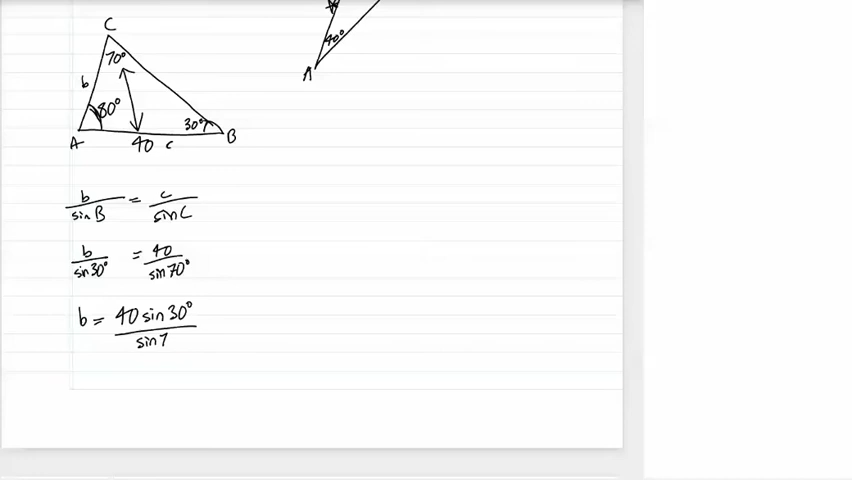 C
70°
b
80°
30°
A
40 c
B
40°
A
b/sin B = c/sin C
b/sin 30° = 40/sin 70°
b = 40 sin 30°/sin 7